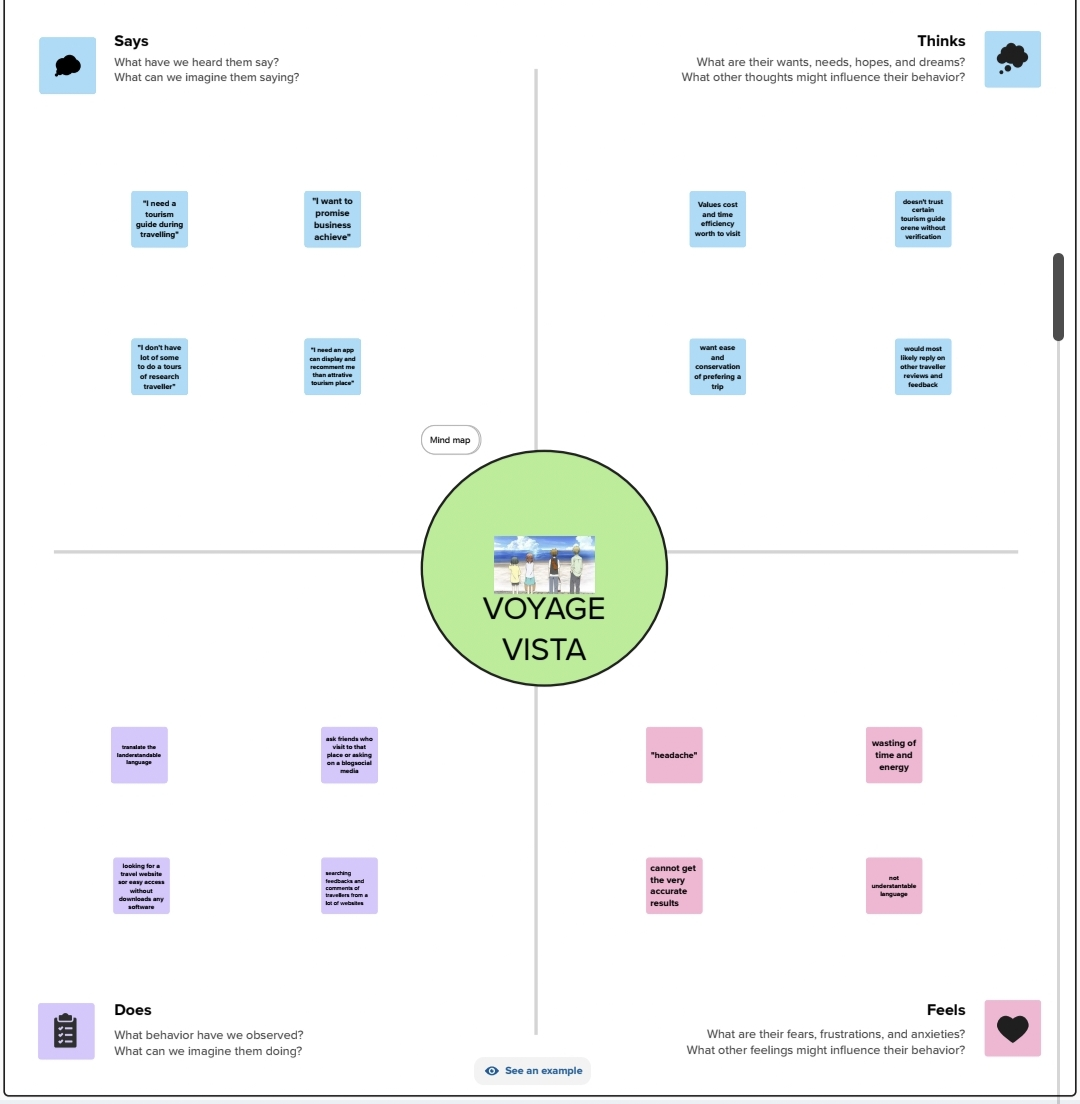 Says
What have we heard them say?
What can we imagine them saying?
Thinks
What are their wants, needs, hopes, and dreams?
What other thoughts might influence their behavior?
"I need a
tourism
guide during
travelling"
"I want to
promise
business
achieve"
Values cost
and time
efficiency
worth to visit
doesn't trust
certain
tourism guide
orene without
verification
"I don't have
lot of some
to do a tours
of research
traveller"
"I need an app
can display and
recomment me
than attrative
tourism place"
want ease
and
conservation
of prefering a
trip
would most
likely reply on
other traveller
reviews and
feedback
Mind map
VOYAGE
VISTA
translate the
landerstandable
language
ask friends who
visit to that
place or asking
on a blogsocial
media
"headache"
wasting of
time and
energy
looking for a
travel website
sor easy access
without
downloads any
software
searching
feedbacks and
comments of
travellers from a
lot of websites
cannot get
the very
accurate
results
not
understantable
language
Does
What behavior have we observed?
What can we imagine them doing?
Feels
What are their fears, frustrations, and anxieties?
What other feelings might influence their behavior?
See an example